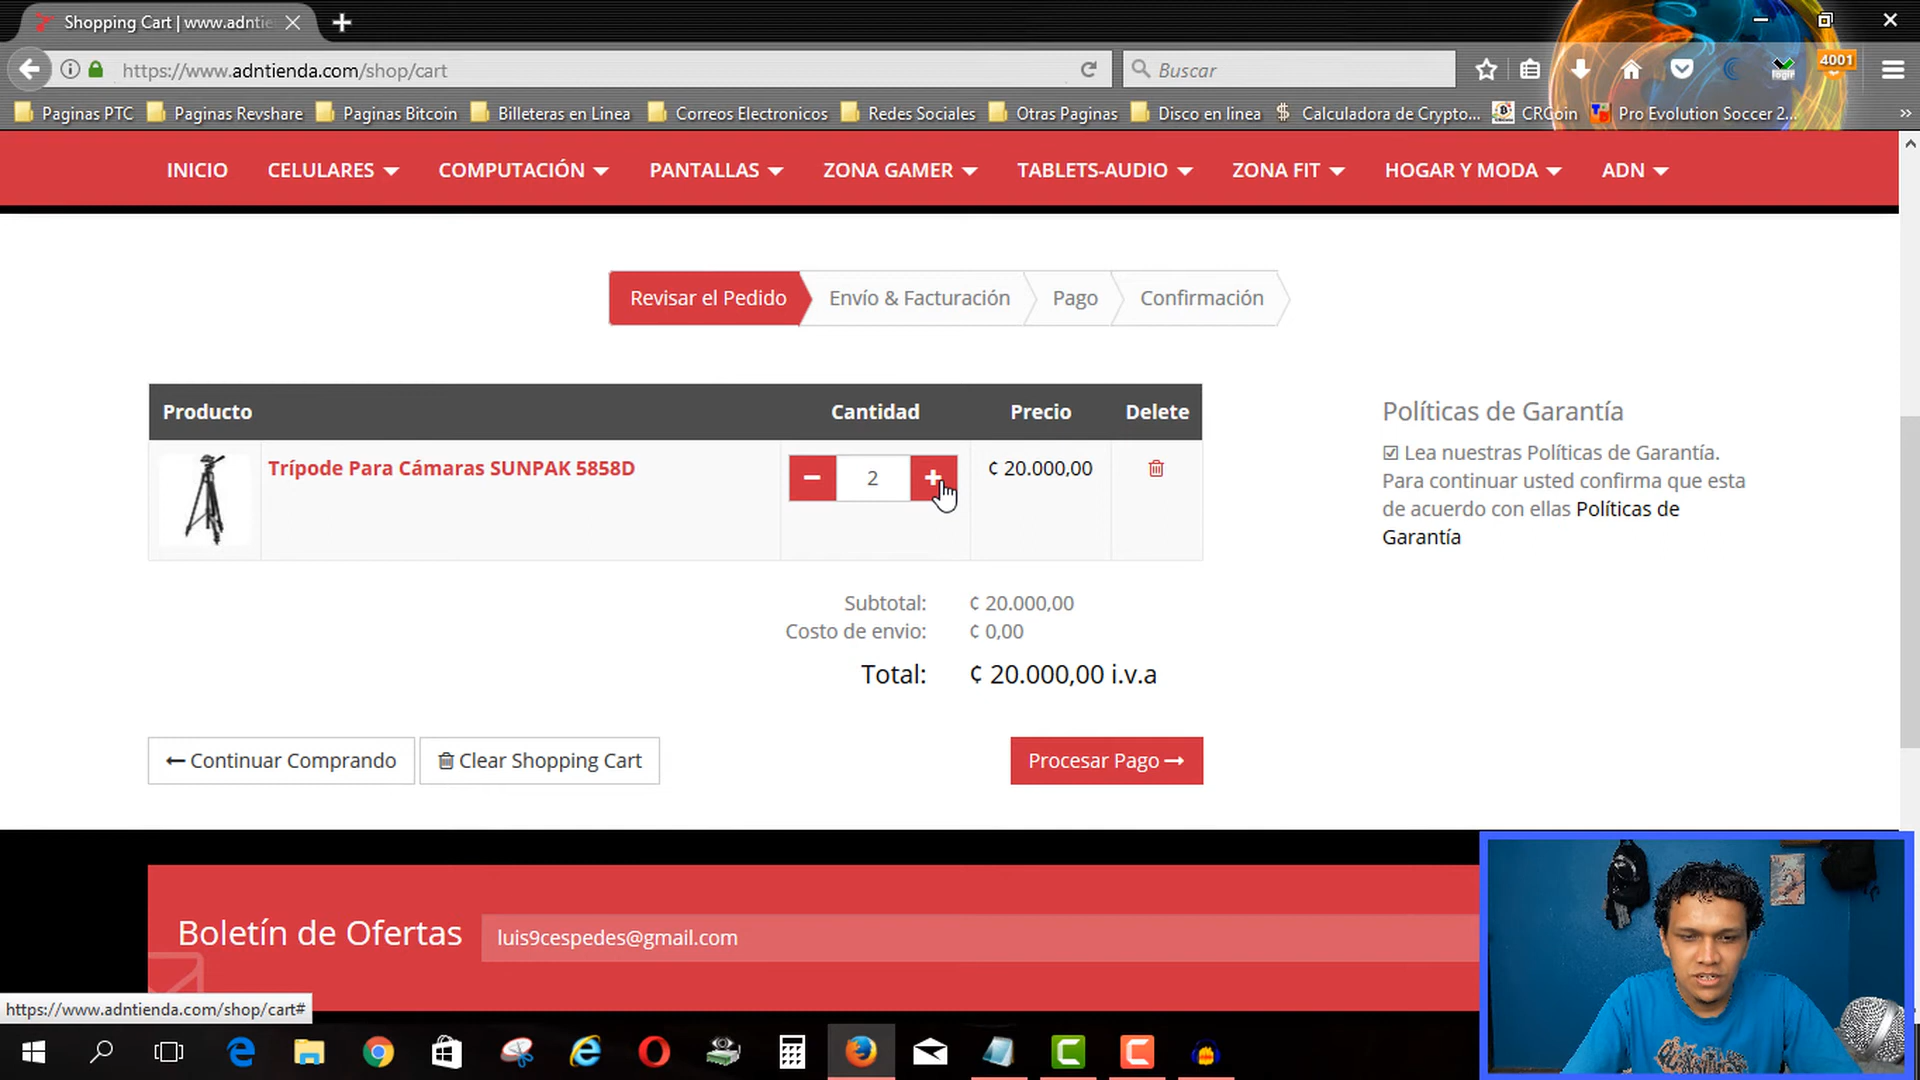 Shopping Cart | www.adntie
https://www.adntienda.com/shop/cart
Buscar
4001
login
Paginas PTC
Paginas Revshare
Paginas Bitcoin
Billeteras en Linea
Correos Electronicos
Redes Sociales
Otras Paginas
Disco en linea
Calculadora de Crypto...
CRCoin
Pro Evolution Soccer 2...
INICIO
CELULARES
COMPUTACIÓN
PANTALLAS
ZONA GAMER
TABLETS-AUDIO
ZONA FIT
HOGAR Y MODA
ADN
Revisar el Pedido
Envío & Facturación
Pago
Confirmación
Producto
Cantidad
Precio
Delete
Trípode Para Cámaras SUNPAK 5858D
2
₡ 20.000,00
Políticas de Garantía
Lea nuestras Políticas de Garantía.
Para continuar usted confirma que esta
de acuerdo con ellas Políticas de
Garantía
Subtotal: ₡ 20.000,00
Costo de envio: ₡ 0,00
Total: ₡ 20.000,00 i.v.a
Continuar Comprando
Clear Shopping Cart
Procesar Pago
Boletín de Ofertas
luis9cespedes@gmail.com
https://www.adntienda.com/shop/cart#